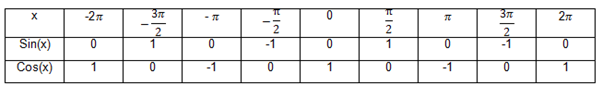 x -2π -3π/2 -π -π/2 0 π/2 π 3π/2 2π
Sin(x) 0 1 0 -1 0 1 0 -1 0
Cos(x) 1 0 -1 0 1 0 -1 0 1